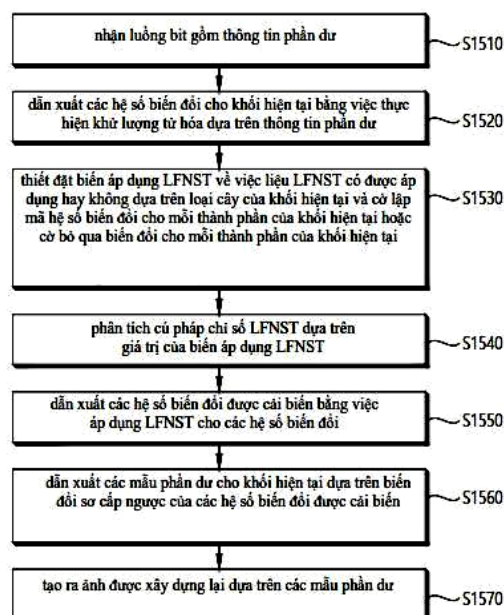 nhận luồng bit gồm thông tin phần dư
S1510
dẫn xuất các hệ số biến đổi cho khối hiện tại bằng việc thực
hiện khử lượng tử hóa dựa trên thông tin phần dư
S1520
thiết đặt biến áp dụng LFNST về việc liệu LFNST có được áp
dụng hay không dựa trên loại cây của khối hiện tại và cờ lập
mã hệ số biến đổi cho mỗi thành phần của khối hiện tại hoặc
cờ bỏ qua biến đổi cho mỗi thành phần của khối hiện tại
S1530
phân tích cú pháp chỉ số LFNST dựa trên
giá trị của biến áp dụng LFNST
S1540
dẫn xuất các hệ số biến đổi được cải biến bằng việc
áp dụng LFNST cho các hệ số biến đổi
S1550
dẫn xuất các mẫu phần dư cho khối hiện tại dựa trên biến
đổi sơ cấp ngược của các hệ số biến đổi được cải biến
S1560
tạo ra ảnh được xây dựng lại dựa trên các mẫu phần dư
S1570